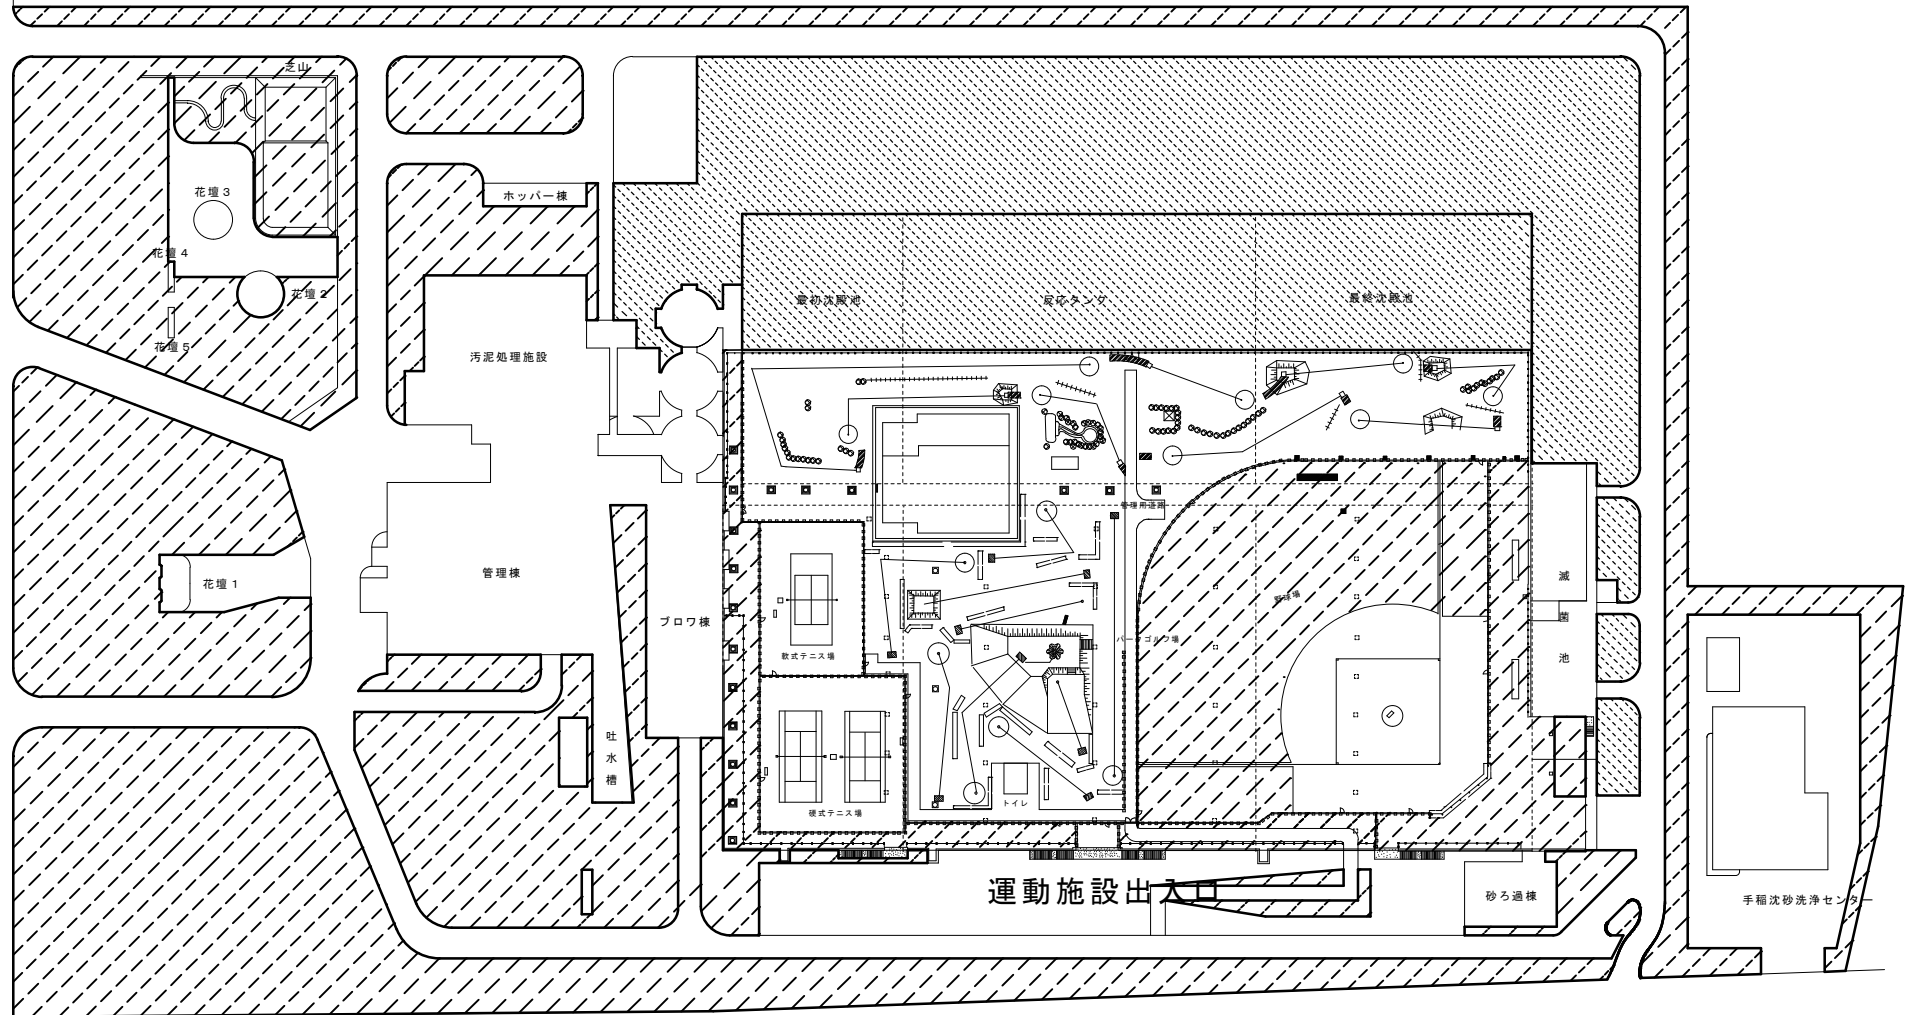 芝山
花壇３
ホッパー棟
花壇４
花壇２
最初沈殿池
反応タンク
最終沈殿池
花壇５
汚泥処理施設
管理用道路
花壇１
管理棟
滅菌池
野球場
ブロワ棟
パークゴルフ場
軟式テニス場
吐水槽
トイレ
硬式テニス場
運動施設出入口
砂ろ過棟
手稲沈砂洗浄センター